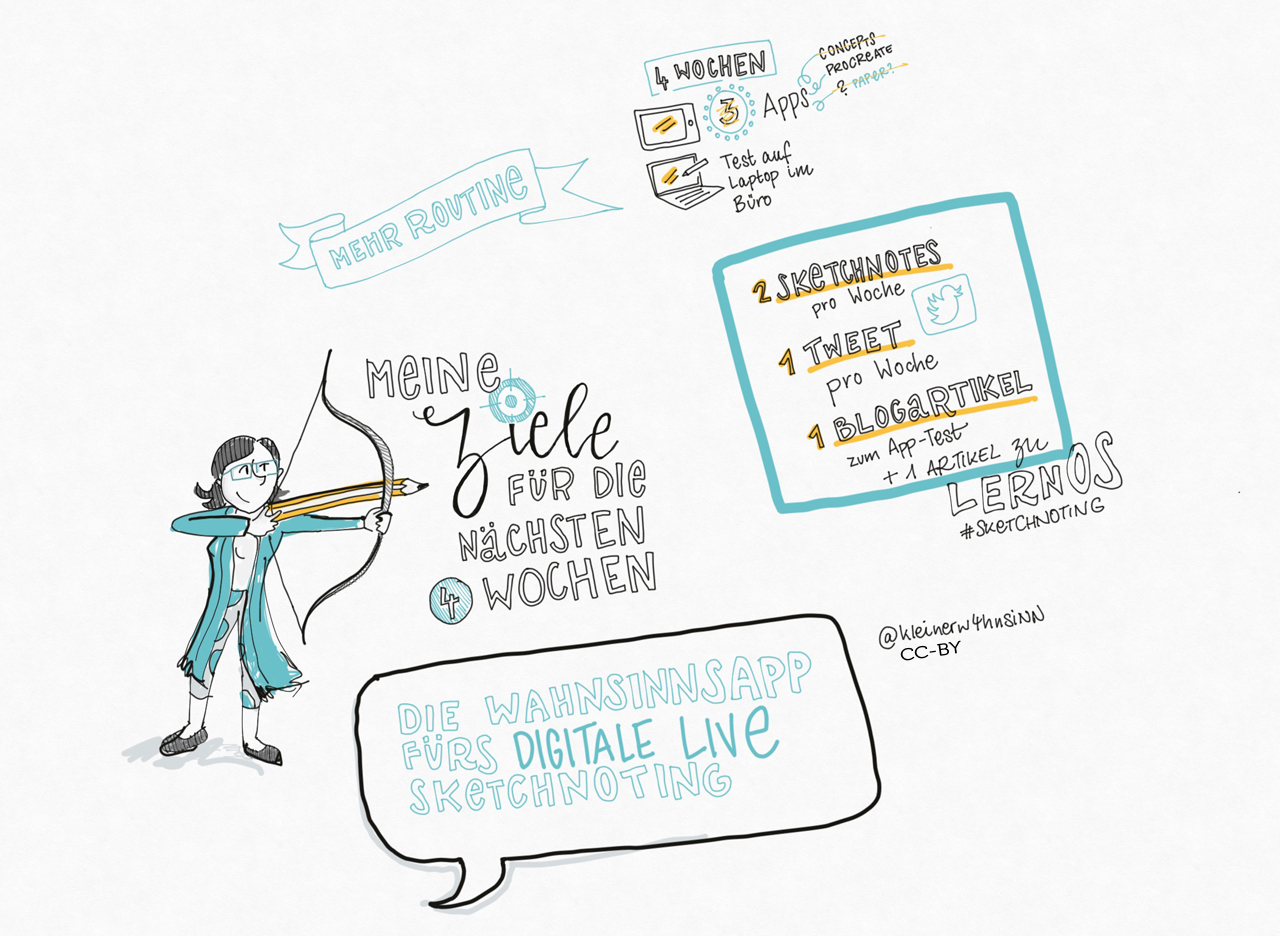 4 WOCHEN
3 Apps
CONCEPTS
PROCREATE
? PAPER?
Test auf
Laptop im
Büro
MEHR ROUTINE
2 SKETCHNOTES
pro Woche
1 TWEET
pro Woche
1 BLOGARTIKEL
zum App-Test
+ 1 ARTIKEL zu
LERNOS
#SKETCHNOTING
MEINE
Ziele
FÜR DIE
NÄCHSTEN
4 WOCHEN
@kleinerw4hnsinn
CC-BY
DIE WAHNSINNSAPP
FÜRS DIGITALE LIVE
SKETCHNOTING